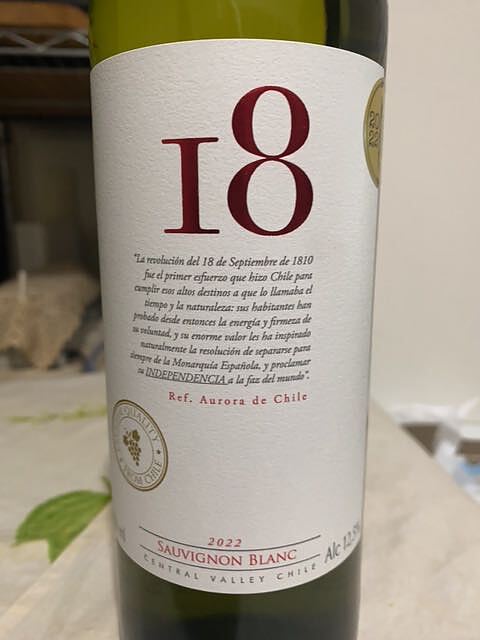 18
"La revolución del 18 de Septiembre de 1810
fue el primer esfuerzo que hizo Chile para
cumplir esos altos destinos a que lo llamaba el
tiempo y la naturaleza: sus habitantes han
probado desde entonces la energía y firmeza de
su voluntad, y su enorme valor les ha inspirado
naturalmente la resolución de separarse para
siempre de la Monarquía Española, y proclamar
su INDEPENDENCIA a la faz del mundo".
Ref. Aurora de Chile
QUALITY
FROM CHILE
2022
SAUVIGNON BLANC
CENTRAL VALLEY CHILE
Alc 12,5%